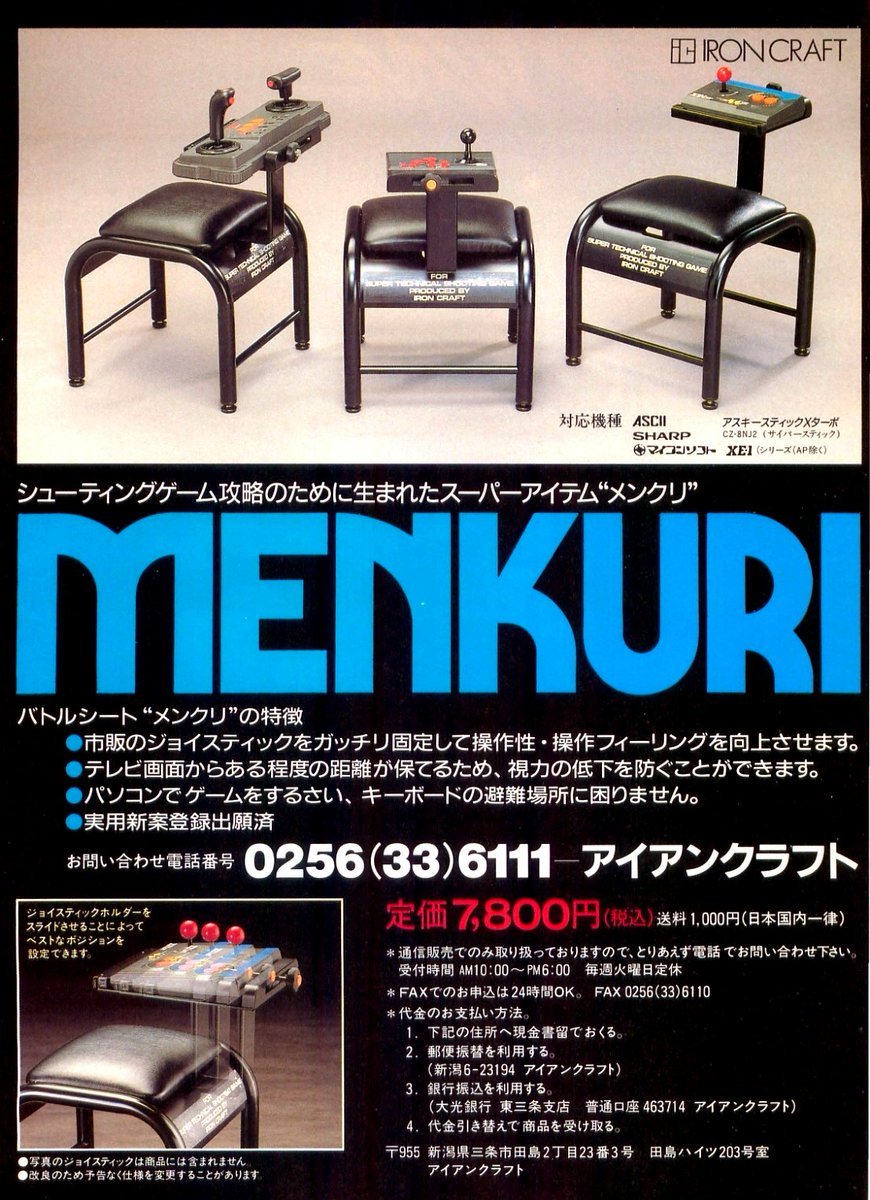 iC IRON CRAFT
FOR
SUPER TECHNICAL SHOOTING GAME
PRODUCED BY
IRON CRAFT
FOR
SUPER TECHNICAL SHOOTING GAME
PRODUCED BY
IRON CRAFT
FOR
SUPER TECHNICAL SHOOTING GAME
PRODUCED BY
IRON CRAFT
対応機種 ASCII アスキースティックXターボ
SHARP CZ-8NJ2(サイバースティック)
マイコンソフト XE-1(シリーズ(AP除く)
シューティングゲーム攻略のために生まれたスーパーアイテム“メンクリ”
MENKURI
バトルシート“メンクリ”の特徴
●市販のジョイスティックをガッチリ固定して操作性・操作フィーリングを向上させます。
●テレビ画面からある程度の距離が保てるため、視力の低下を防ぐことができます。
●パソコンでゲームをするさい、キーボードの避難場所に困りません。
●実用新案登録出願済
お問い合わせ電話番号 0256(33)6111―アイアンクラフト
ジョイスティックホルダーを
スライドさせることによって
ベストなポジションを
設定できます。
FOR
SUPER TECHNICAL SHOOTING GAME
PRODUCED BY
IRON CRAFT
●写真のジョイスティックは商品には含まれません。
●改良のため予告なく仕様を変更することがあります。
定価7,800円(税込)送料1,000円(日本国内一律)
*通信販売でのみ取り扱っておりますので、とりあえず電話でお問い合わせ下さい。
受付時間 AM10:00〜PM6:00 毎週火曜日定休
*FAXでのお申込は24時間OK。 FAX 0256(33)6110
*代金のお支払い方法。
1. 下記の住所へ現金書留でおくる。
2. 郵便振替を利用する。
(新潟6-23194 アイアンクラフト)
3. 銀行振込を利用する。
(大光銀行 東三条支店 普通口座463714 アイアンクラフト)
4. 代金引き替えで商品を受け取る。
〒955 新潟県三条市田島2丁目23番3号 田島ハイツ203号室
アイアンクラフト